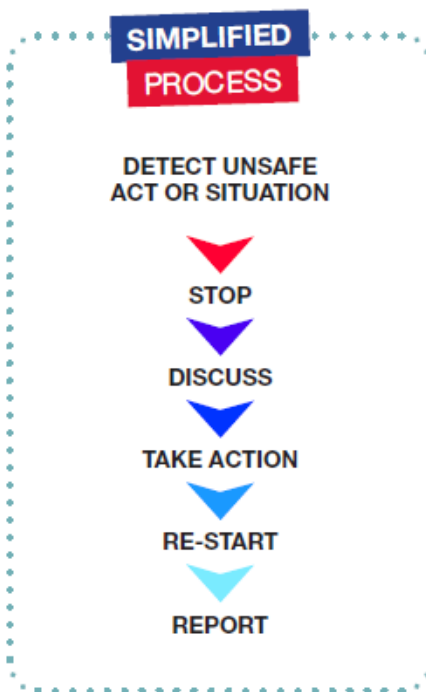 SIMPLIFIED
PROCESS
DETECT UNSAFE
ACT OR SITUATION
STOP
DISCUSS
TAKE ACTION
RE-START
REPORT